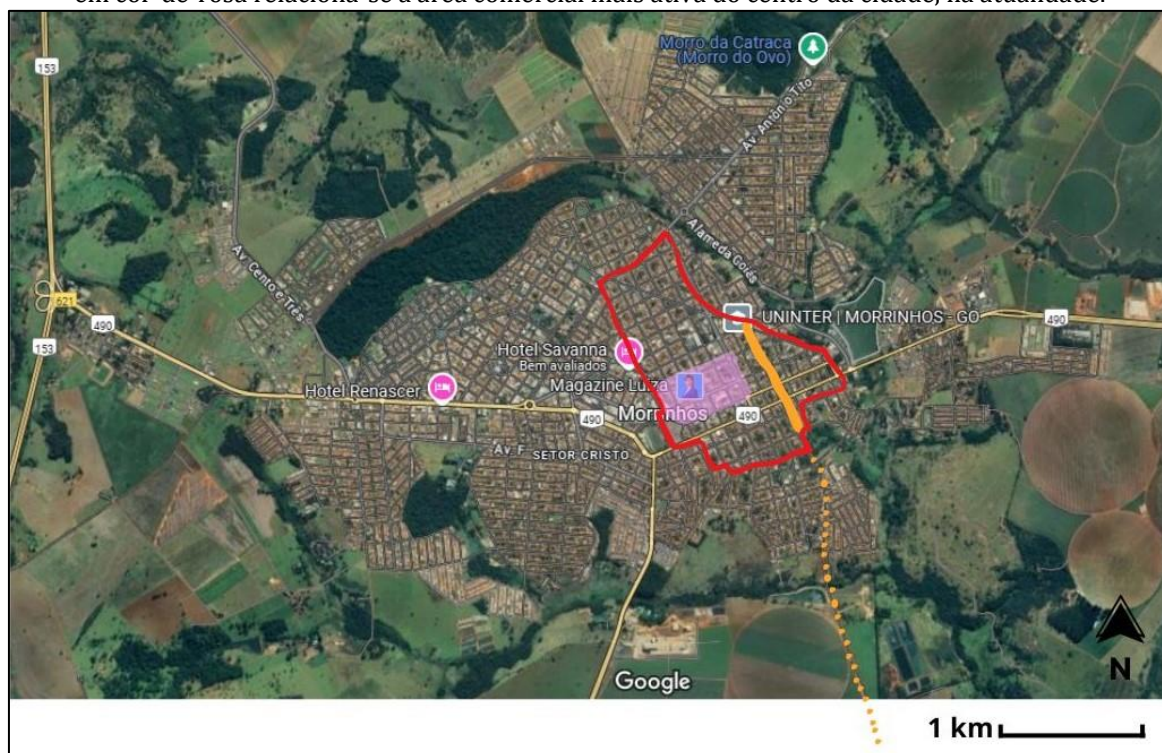 em cor-de-rosa relaciona-se à área comercial mais ativa do centro da cidade, na atualidade.
Morro da Catraca
(Morro do Ovo)
153
Av. Antonio Tito
Av. Cento e Três
Alameda Goiás
621
490
UNINTER | MORRINHOS - GO
490
153
Hotel Savanna
Bem avaliados
Hotel Renascer
Magazine Luiza
Morrinhos
490
490
Av. F
SETOR CRISTO
Google
N
1 km